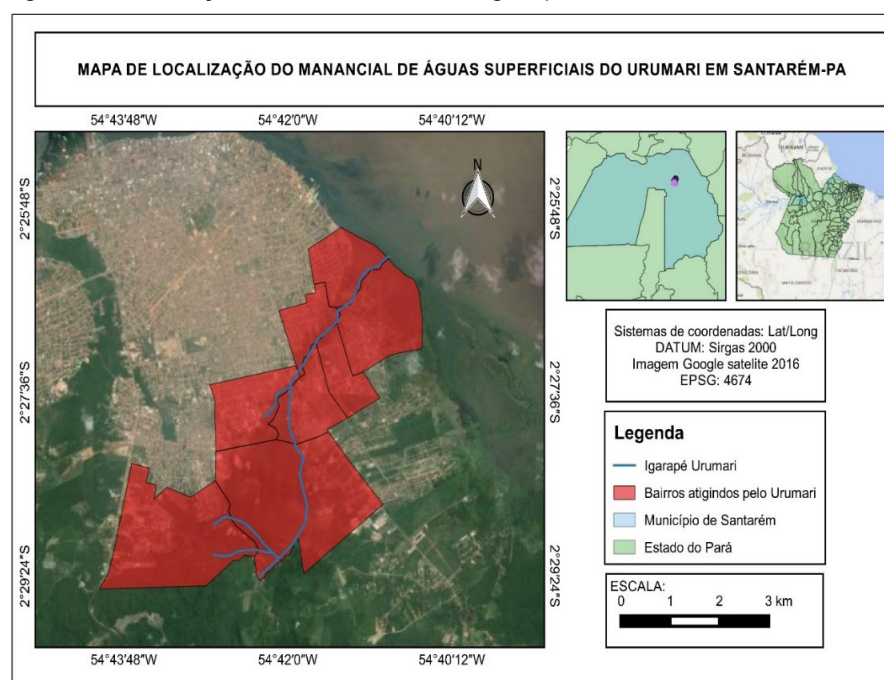 MAPA DE LOCALIZAÇÃO DO MANANCIAL DE ÁGUAS SUPERFICIAIS DO URUMARI EM SANTARÉM-PA
54°43'48"W 54°42'0"W 54°40'12"W
2°25'48"S
2°27'36"S
2°29'24"S
N
2°25'48"S
2°27'36"S
2°29'24"S
54°43'48"W 54°42'0"W 54°40'12"W
BRAZIL
Sistemas de coordenadas: Lat/Long
DATUM: Sirgas 2000
Imagem Google satelite 2016
EPSG: 4674
Legenda
Igarapé Urumari
Bairros atigindos pelo Urumari
Município de Santarém
Estado do Pará
ESCALA:
0 1 2 3 km